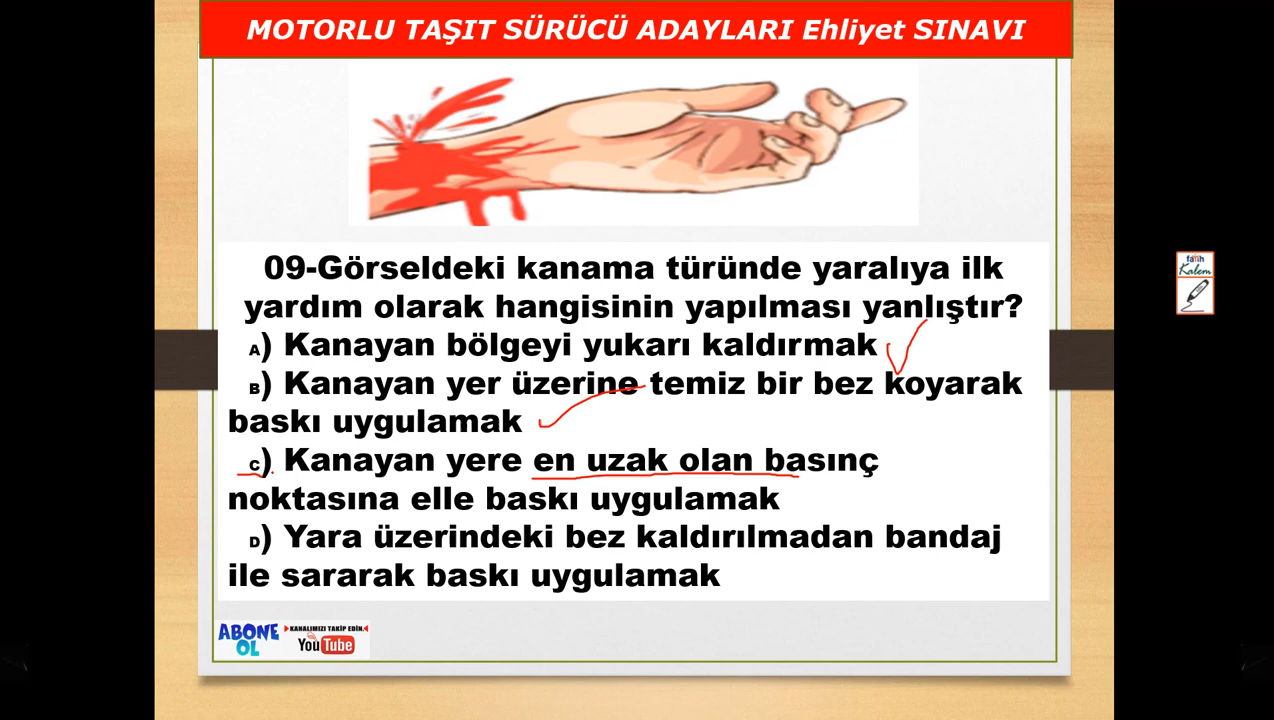 MOTORLU TAŞIT SÜRÜCÜ ADAYLARI Ehliyet SINAVI
09-Görseldeki kanama türünde yaralıya ilk
yardım olarak hangisinin yapılması yanlıştır?
A) Kanayan bölgeyi yukarı kaldırmak
B) Kanayan yer üzerine temiz bir bez koyarak
baskı uygulamak
C) Kanayan yere en uzak olan basınç
noktasına elle baskı uygulamak
D) Yara üzerindeki bez kaldırılmadan bandaj
ile sararak baskı uygulamak
ABONE
OL
KANALIMIZI TAKİP EDİN.
YouTube
fatih
Kalem